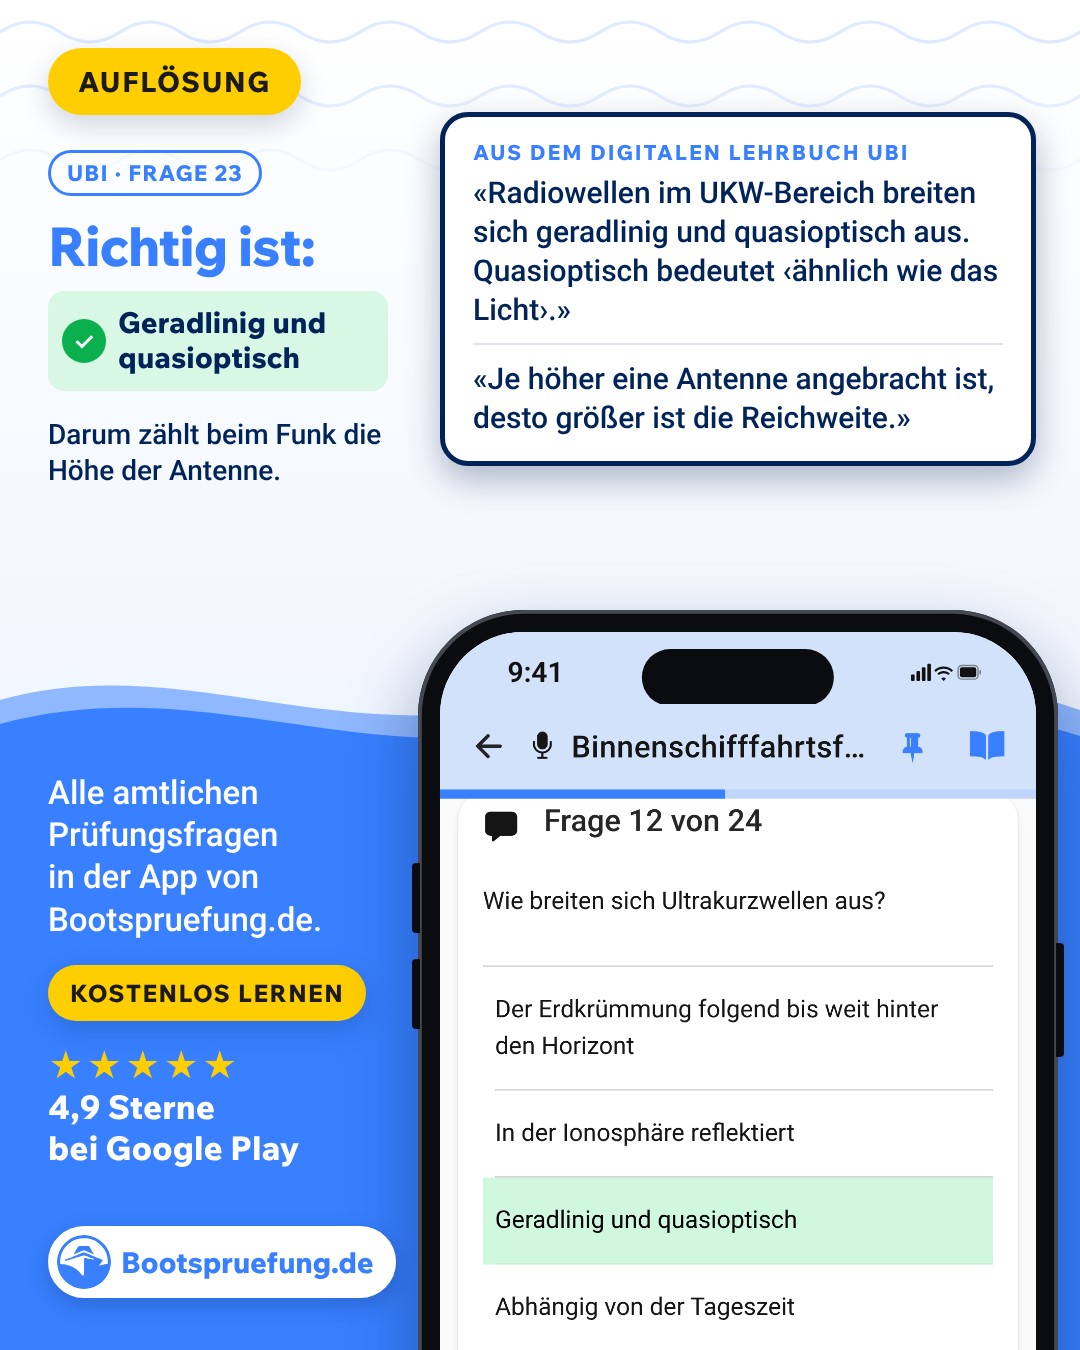 AUFLÖSUNG
UBI · FRAGE 23
Richtig ist:
Geradlinig und
quasioptisch
Darum zählt beim Funk die
Höhe der Antenne.
AUS DEM DIGITALEN LEHRBUCH UBI
«Radiowellen im UKW-Bereich breiten
sich geradlinig und quasioptisch aus.
Quasioptisch bedeutet ‹ähnlich wie das
Licht›.»
«Je höher eine Antenne angebracht ist,
desto größer ist die Reichweite.»
Alle amtlichen
Prüfungsfragen
in der App von
Bootspruefung.de.
KOSTENLOS LERNEN
★★★★★
4,9 Sterne
bei Google Play
Bootspruefung.de
9:41
Binnenschifffahrtsf...
Frage 12 von 24
Wie breiten sich Ultrakurzwellen aus?
Der Erdkrümmung folgend bis weit hinter
den Horizont
In der Ionosphäre reflektiert
Geradlinig und quasioptisch
Abhängig von der Tageszeit